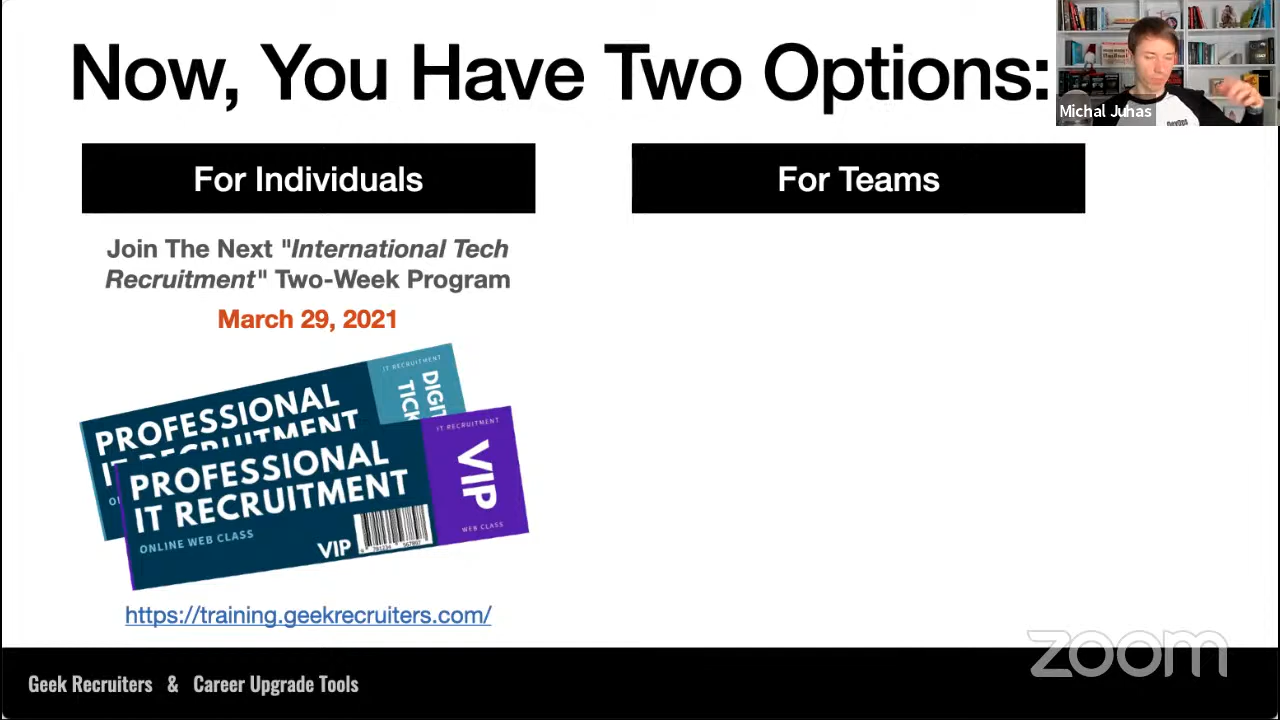 Now, You Have Two Options:
Michal Juhas
For Individuals
For Teams
Join The Next "International Tech
Recruitment" Two-Week Program
March 29, 2021
IT RECRUITMENT
PROFESSIONAL
IT RECRUITMENT
IT RECRUITMENT
PROFESSIONAL
IT RECRUITMENT
ONLINE WEB CLASS
VIP
VIP
WEB CLASS
https://training.geekrecruiters.com/
zoom
Geek Recruiters & Career Upgrade Tools